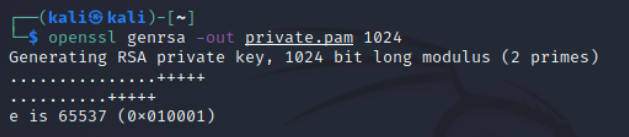 ┌──(kali㉿kali)-[~]
└─$ openssl genrsa -out private.pam 1024
Generating RSA private key, 1024 bit long modulus (2 primes)
...............+++++
..........+++++
e is 65537 (0×010001)